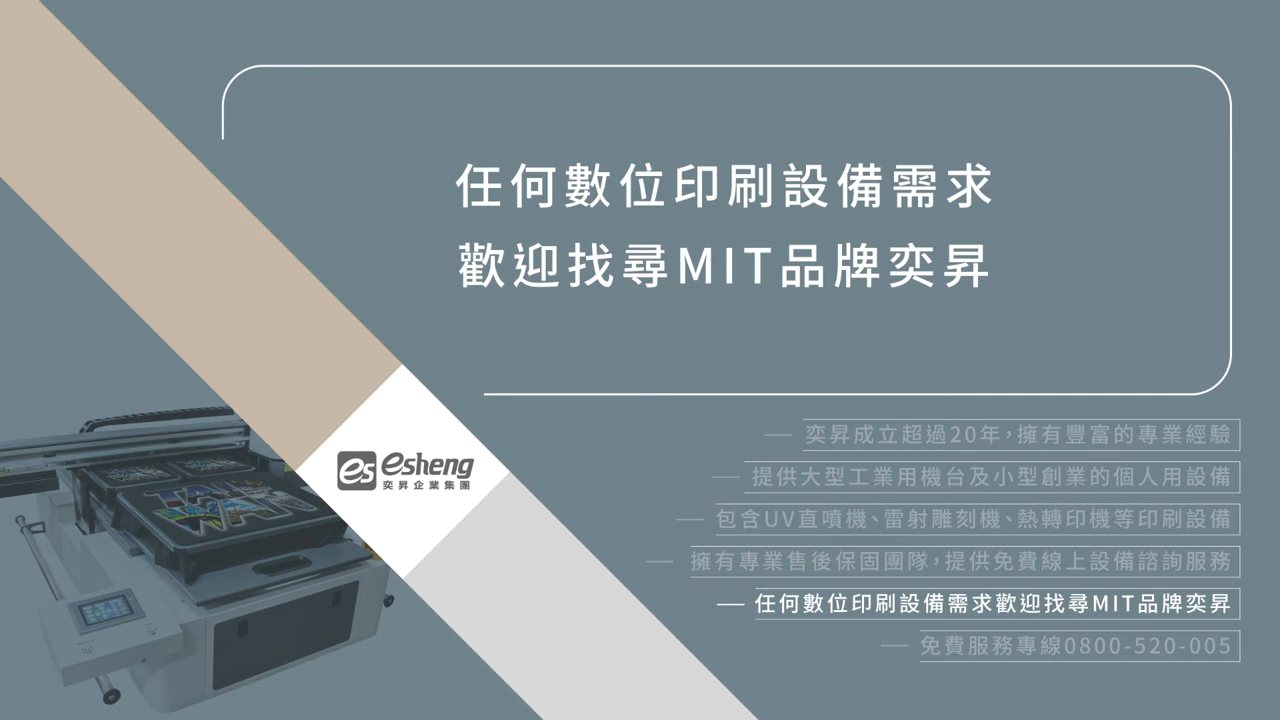 任何數位印刷設備需求
歡迎找尋MIT品牌奕昇
es esheng
奕昇企業集團
TAIWAN
奕昇成立超過20年，擁有豐富的專業經驗
提供大型工業用機台及小型創業的個人用設備
包含UV直噴機、雷射雕刻機、熱轉印機等印刷設備
擁有專業售後保固團隊，提供免費線上設備諮詢服務
任何數位印刷設備需求歡迎找尋MIT品牌奕昇
免費服務專線0800-520-005